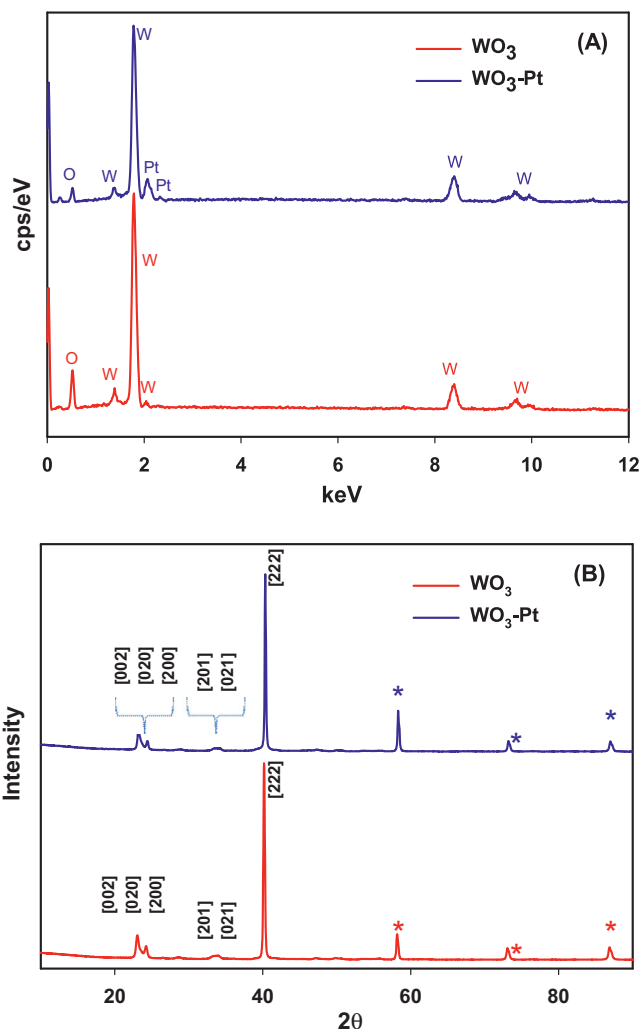 (A)
WO3
WO3-Pt
W
O
W
Pt
Pt
W
W
W
O
W
W
W
W
cps/eV
0
2
4
6
8
10
12
keV
(B)
WO3
WO3-Pt
[222]
[002]
[020]
[200]
[201]
[021]
*
*
*
[222]
[002]
[020]
[200]
[201]
[021]
*
*
*
Intensity
20
40
60
80
2θ